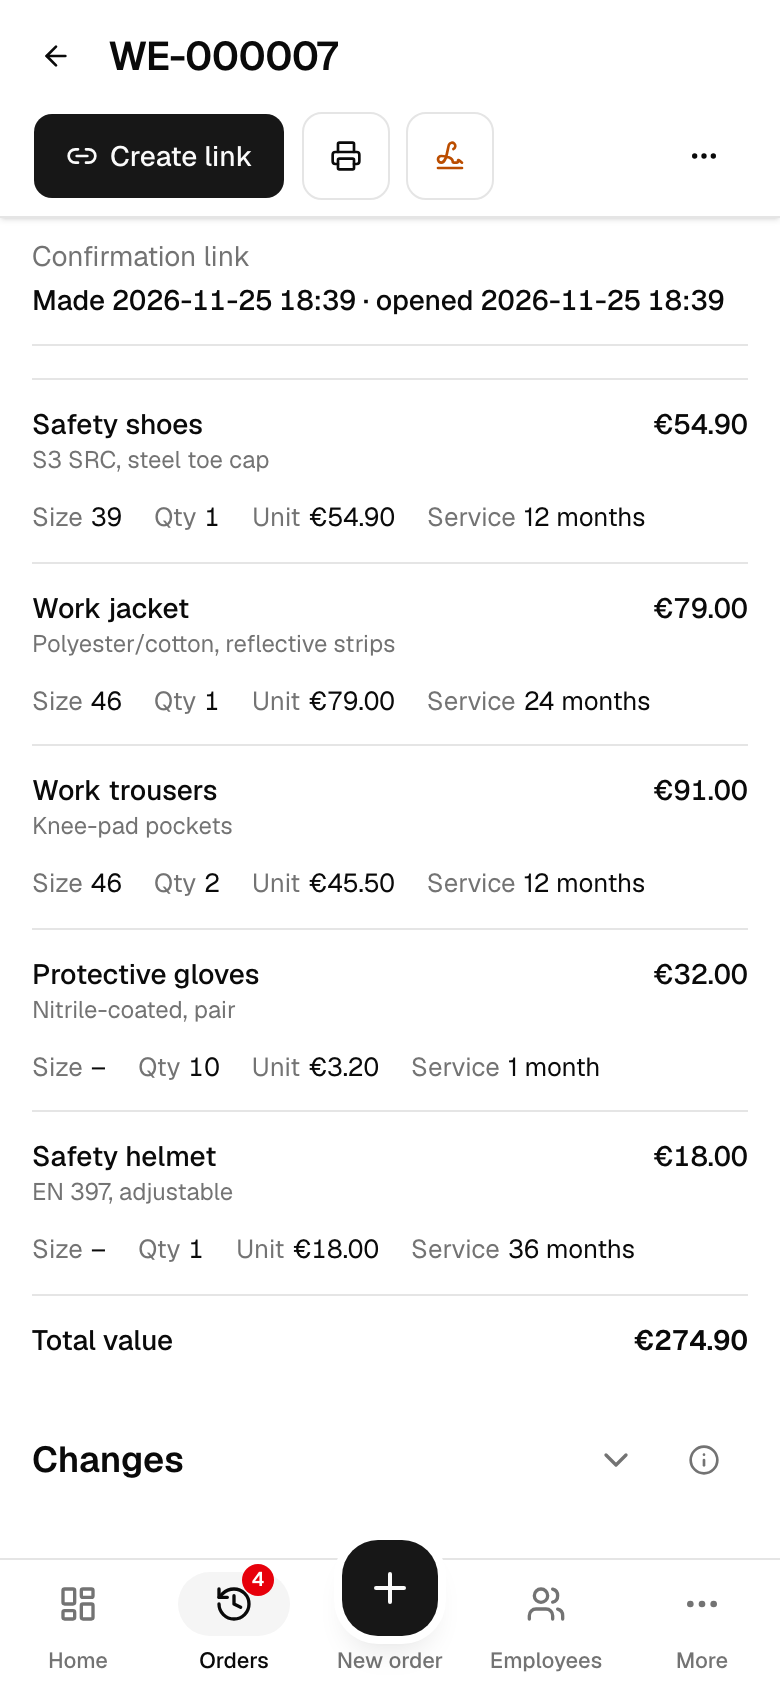 WE-000007
Create link
Confirmation link
Made 2026-11-25 18:39 · opened 2026-11-25 18:39
Safety shoes €54.90
S3 SRC, steel toe cap
Size 39 Qty 1 Unit €54.90 Service 12 months
Work jacket €79.00
Polyester/cotton, reflective strips
Size 46 Qty 1 Unit €79.00 Service 24 months
Work trousers €91.00
Knee-pad pockets
Size 46 Qty 2 Unit €45.50 Service 12 months
Protective gloves €32.00
Nitrile-coated, pair
Size – Qty 10 Unit €3.20 Service 1 month
Safety helmet €18.00
EN 397, adjustable
Size – Qty 1 Unit €18.00 Service 36 months
Total value €274.90
Changes
4
Home Orders New order Employees More